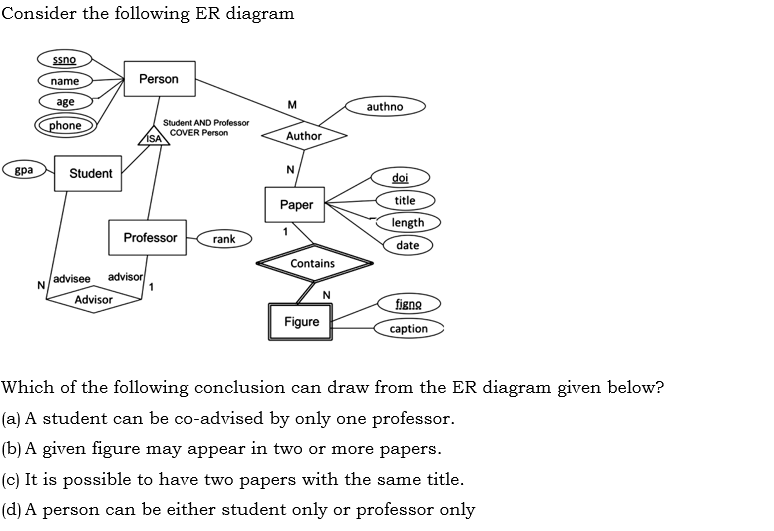 Consider the following ER diagram
ssno
name
age
phone
Person
Student AND Professor
COVER Person
ISA
M
authno
Author
gpa
Student
N
Paper
doi
title
length
date
Professor
rank
1
Contains
advisee
advisor
N
1
Advisor
N
Figure
figno
caption
Which of the following conclusion can draw from the ER diagram given below?
(a) A student can be co-advised by only one professor.
(b) A given figure may appear in two or more papers.
(c) It is possible to have two papers with the same title.
(d) A person can be either student only or professor only